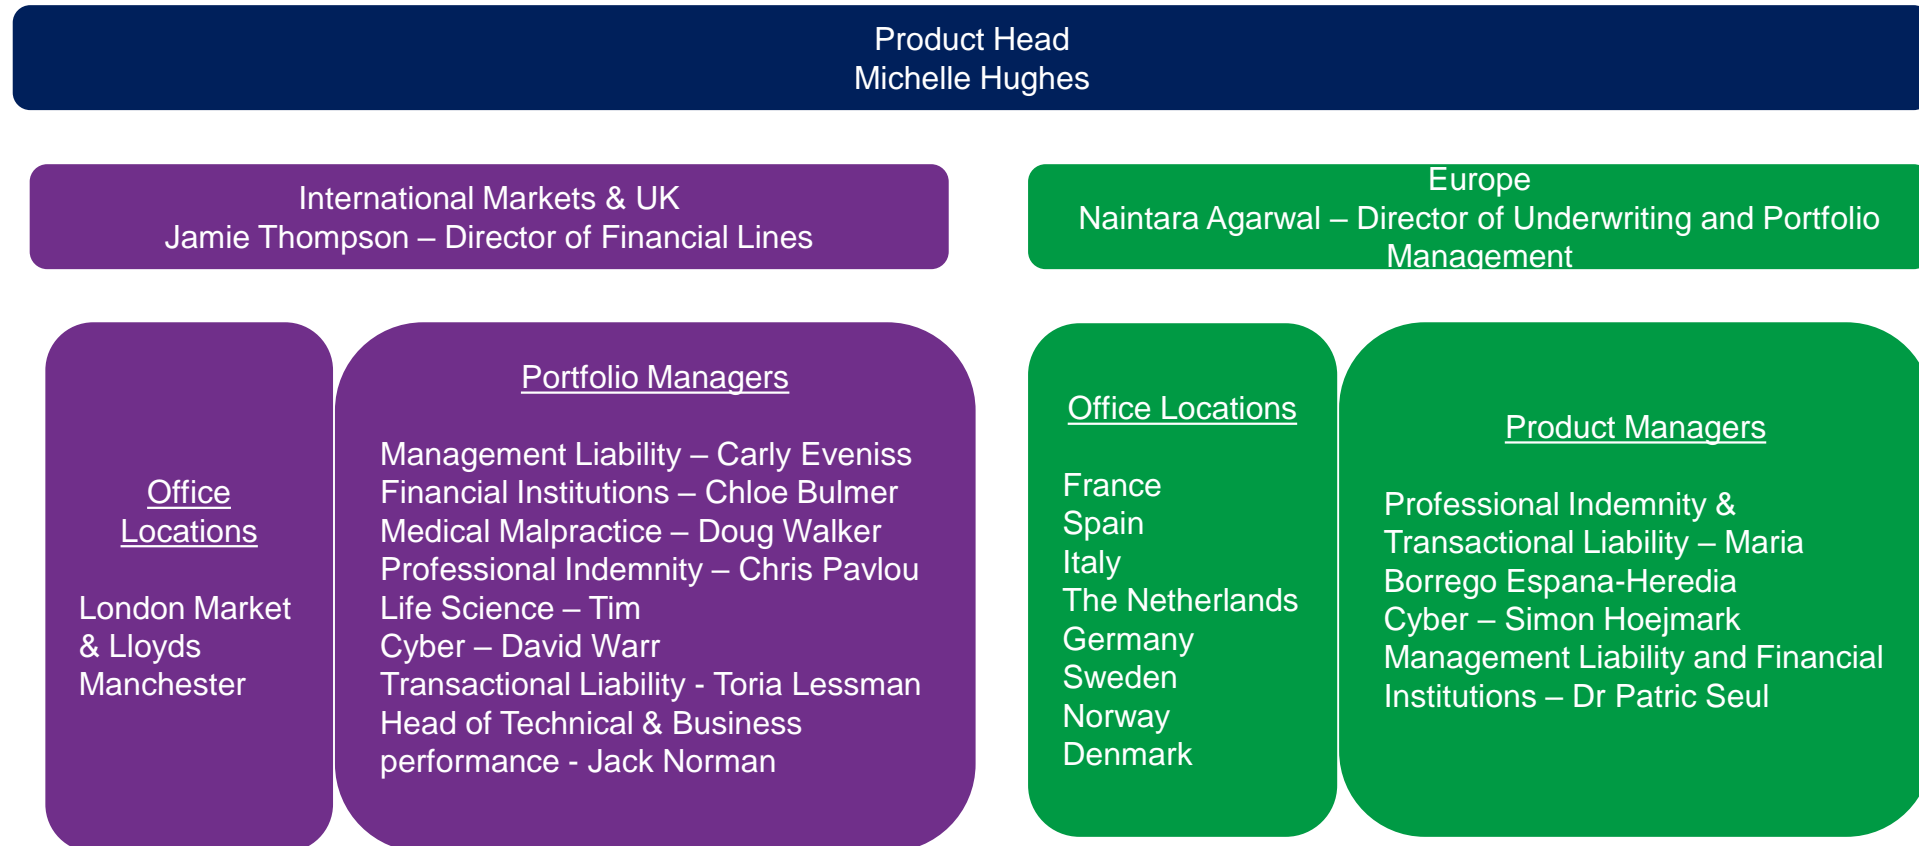 Product Head
Michelle Hughes
International Markets & UK
Jamie Thompson – Director of Financial Lines
Europe
Naintara Agarwal – Director of Underwriting and Portfolio
Management
Office
Locations
London Market
& Lloyds
Manchester
Portfolio Managers
Management Liability – Carly Eveniss
Financial Institutions – Chloe Bulmer
Medical Malpractice – Doug Walker
Professional Indemnity – Chris Pavlou
Life Science – Tim
Cyber – David Warr
Transactional Liability - Toria Lessman
Head of Technical & Business
performance - Jack Norman
Office Locations
France
Spain
Italy
The Netherlands
Germany
Sweden
Norway
Denmark
Product Managers
Professional Indemnity &
Transactional Liability – Maria
Borrego Espana-Heredia
Cyber – Simon Hoejmark
Management Liability and Financial
Institutions – Dr Patric Seul